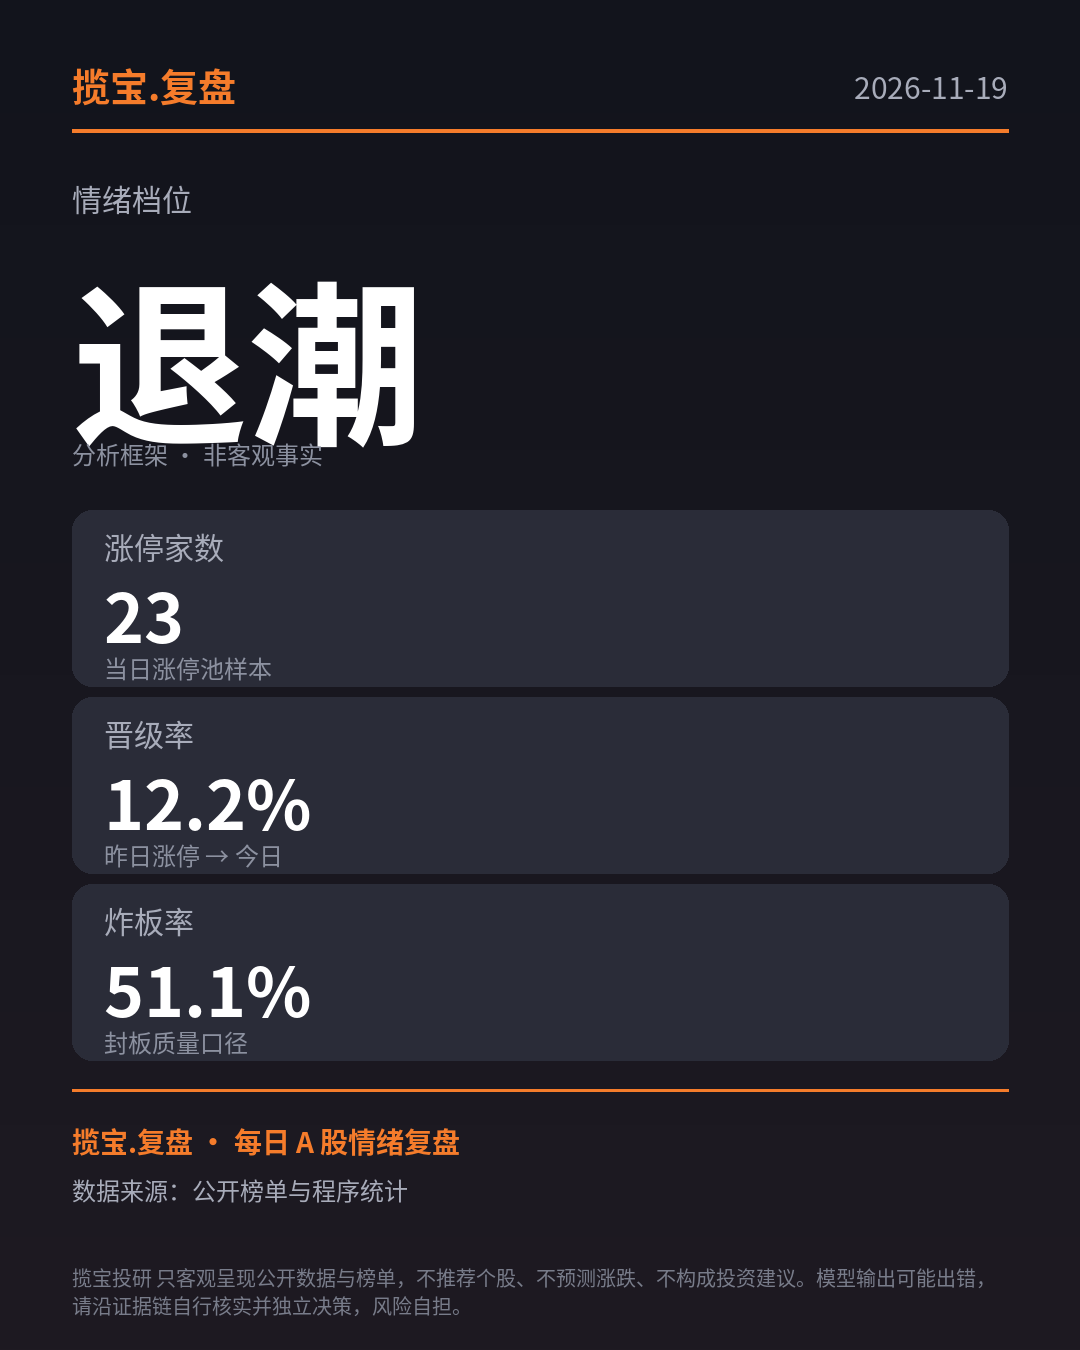 揽宝.复盘
2026-11-19
情绪档位
退潮
分析框架 · 非客观事实
涨停家数
23
当日涨停池样本
晋级率
12.2%
昨日涨停 → 今日
炸板率
51.1%
封板质量口径
揽宝.复盘 · 每日 A 股情绪复盘
数据来源：公开榜单与程序统计
揽宝投研 只客观呈现公开数据与榜单，不推荐个股、不预测涨跌、不构成投资建议。模型输出可能出错，
请沿证据链自行核实并独立决策，风险自担。